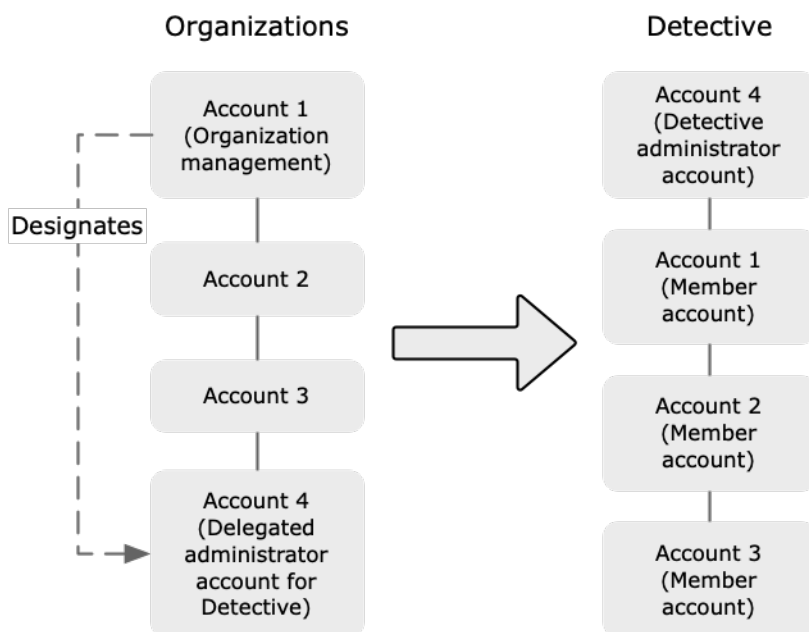 Organizations
Account 1
(Organization
management)
Designates
Account 2
Account 3
Account 4
(Delegated
administrator
account for
Detective)
Detective
Account 4
(Detective
administrator
account)
Account 1
(Member
account)
Account 2
(Member
account)
Account 3
(Member
account)